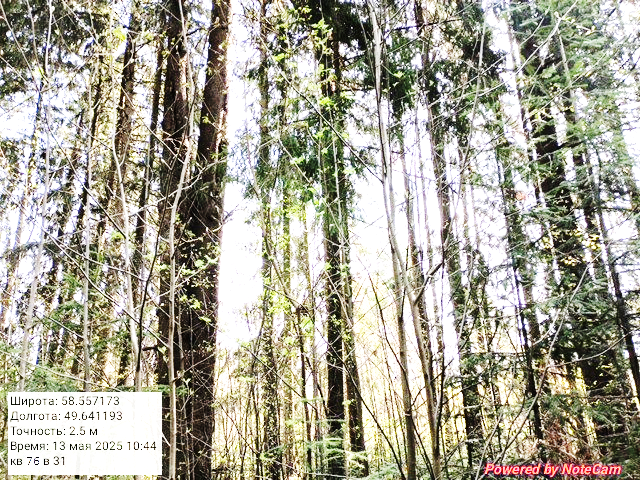 Широта: 58.557173
Долгота: 49.641193
Точность: 2.5 м
Время: 13 мая 2025 10:44
кв 76 в 31
Powered by NoteCam